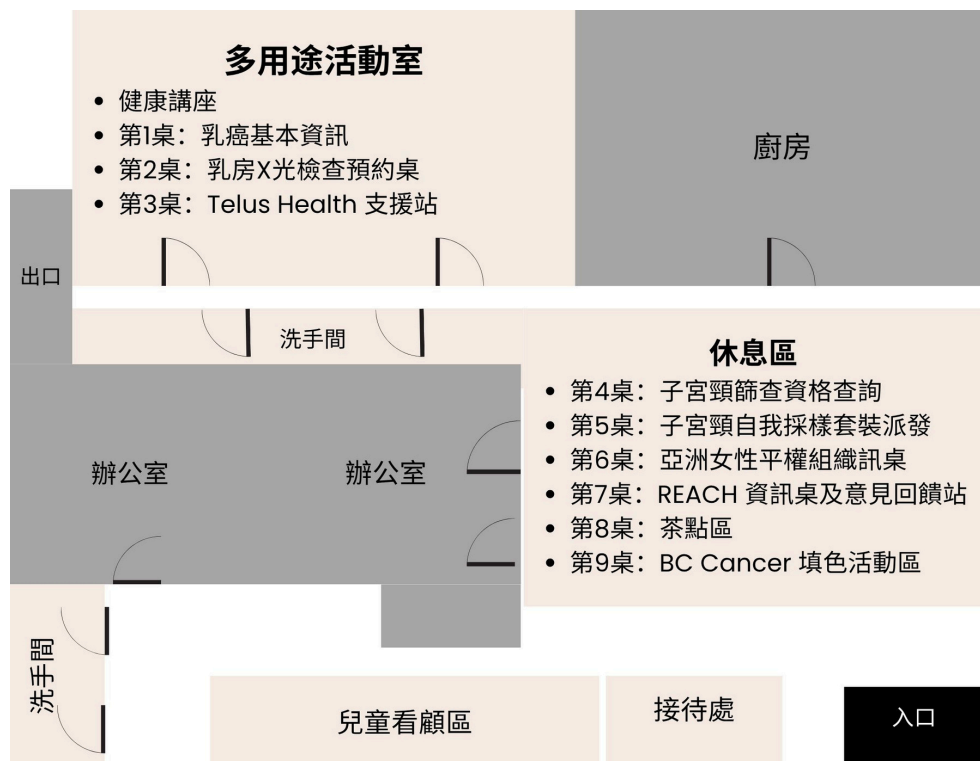 多用途活動室
• 健康講座
• 第1桌：乳癌基本資訊
• 第2桌：乳房X光檢查預約桌
• 第3桌：Telus Health 支援站
廚房
出口
洗手間
休息區
• 第4桌：子宮頸篩查資格查詢
• 第5桌：子宮頸自我採樣套裝派發
• 第6桌：亞洲女性平權組織訊桌
• 第7桌：REACH 資訊桌及意見回饋站
• 第8桌：茶點區
• 第9桌：BC Cancer 填色活動區
辦公室
辦公室
洗手間
兒童看顧區
接待處
入口